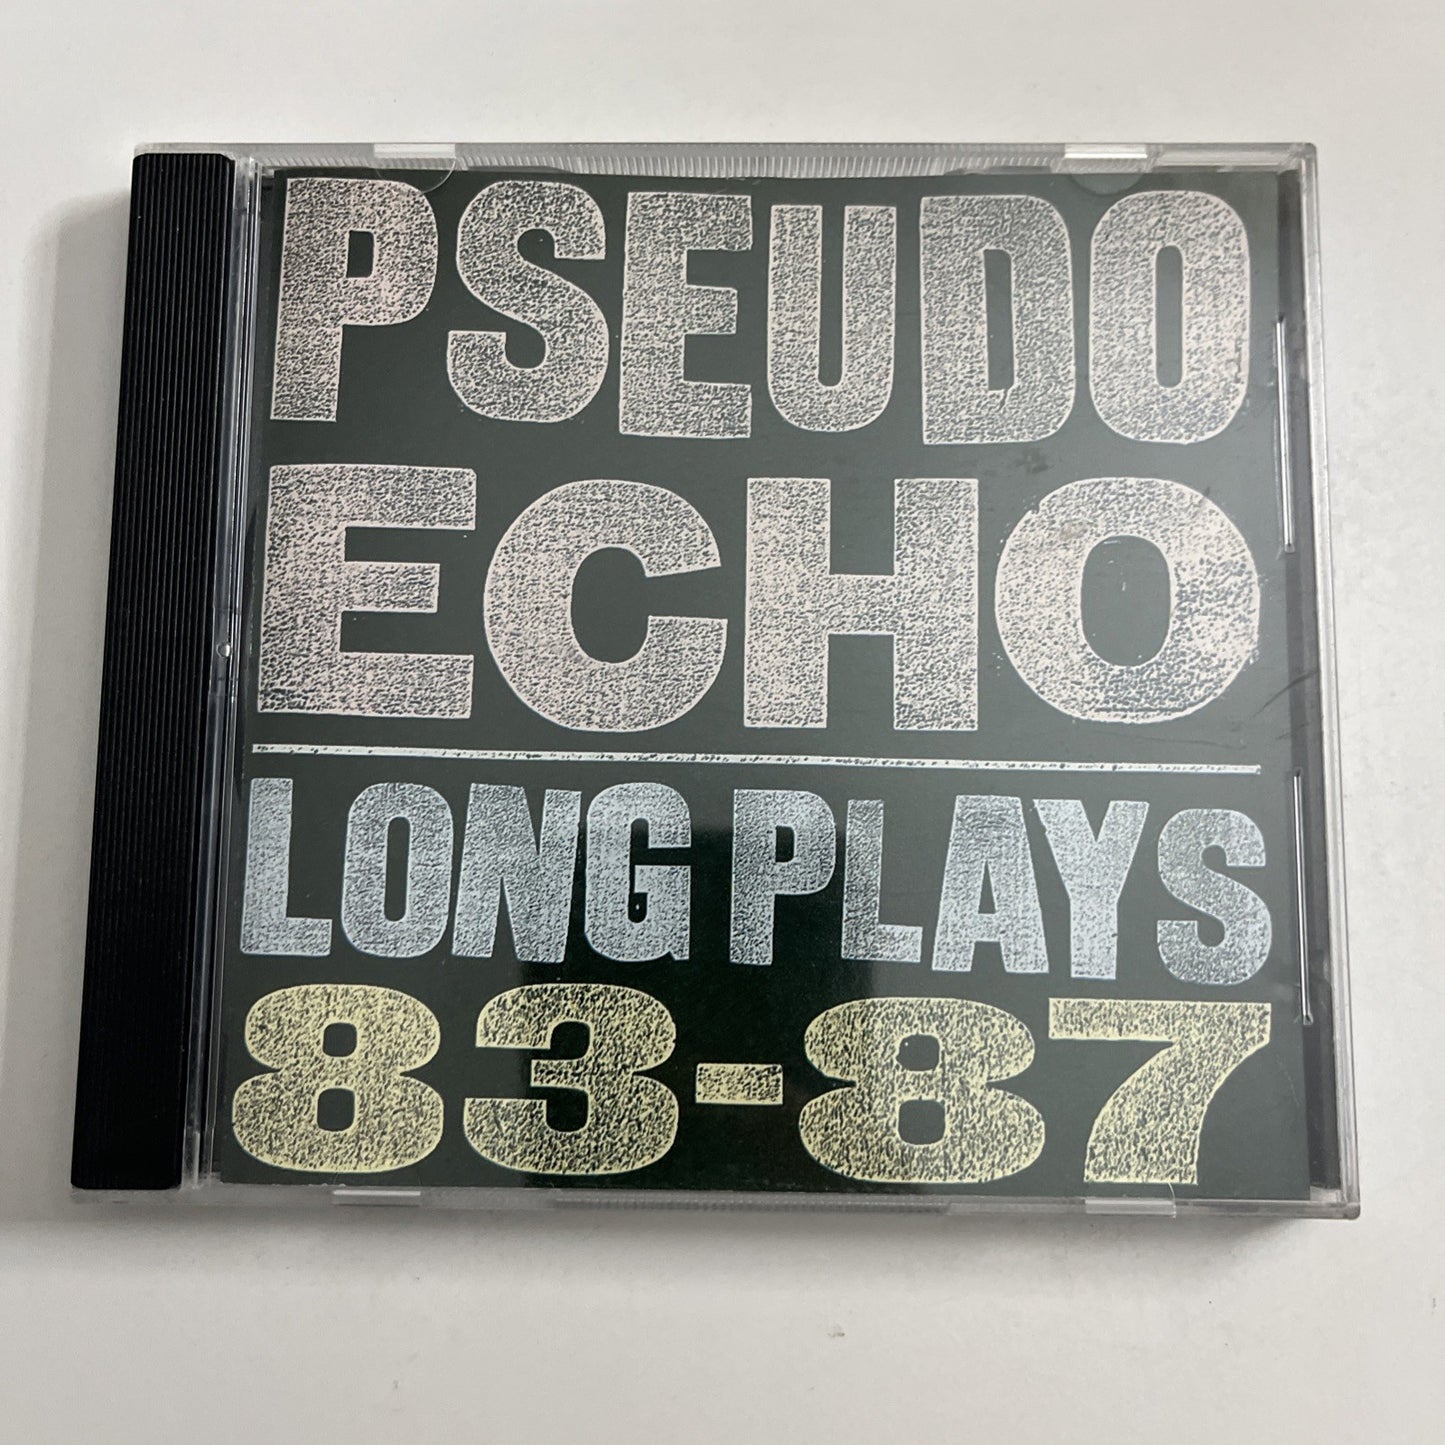 PSEUDO
ECHO
LONG PLAYS
83-87